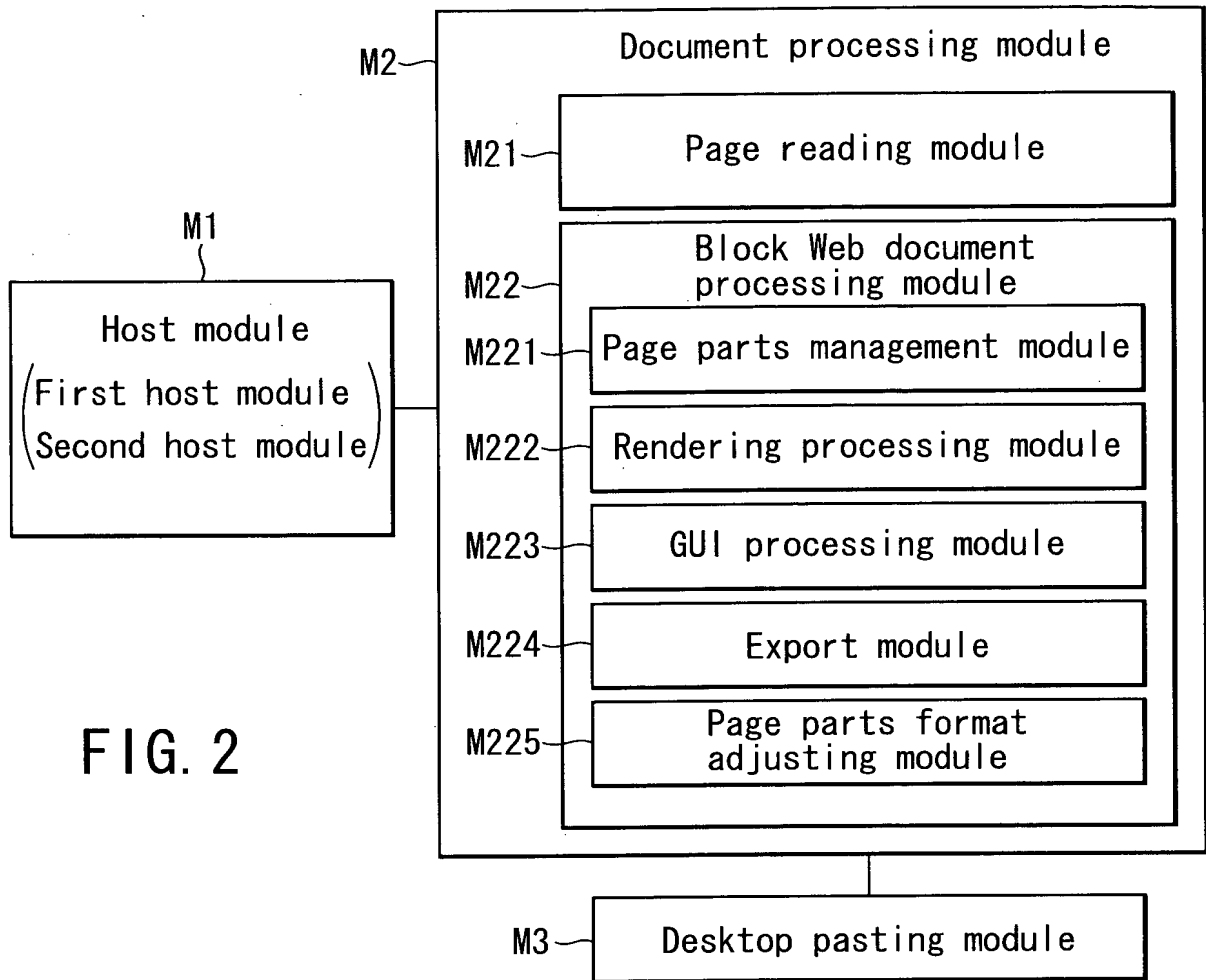 M2
Document processing module
M21
Page reading module
M1
Host module
First host module
Second host module
M22
Block Web document
processing module
M221
Page parts management module
M222
Rendering processing module
M223
GUI processing module
M224
Export module
M225
Page parts format
adjusting module
FIG. 2
M3
Desktop pasting module